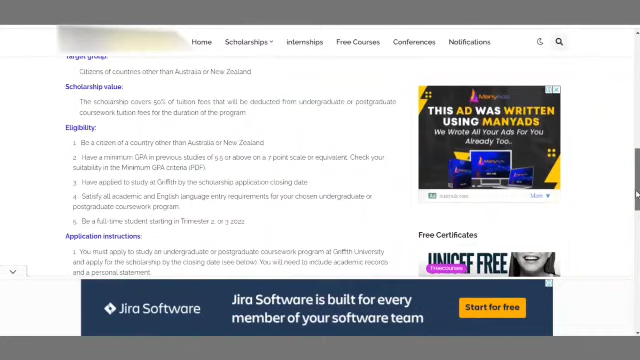 Home
Scholarships
internships
Free Courses
Conferences
Notifications
Target group:
Citizens of countries other than Australia or New Zealand
Scholarship value:
The scholarship covers 50% of tuition fees that will be deducted from undergraduate or postgraduate
coursework tuition fees for the duration of the program
Eligibility:
1. Be a citizen of a country other than Australia or New Zealand
2. Have a minimum GPA in previous studies of 5.5 or above on a 7 point scale or equivalent. Check your
suitability in the Minimum GPA criteria (PDF).
3. Have applied to study at Griffith by the scholarship application closing date
4. Satisfy all academic and English language entry requirements for your chosen undergraduate or
postgraduate coursework program.
5. Be a full-time student starting in Trimester 2, or 3 2022
Application instructions:
1. You must apply to study an undergraduate or postgraduate coursework program at Griffith University
and apply for the scholarship by the closing date (see below). You will need to include academic records
and a personal statement.
ManyAds
THIS AD WAS WRITTEN
USING MANYADS
We Wrote All Your Ads For You
Already Too..
Ad
manyads.com
More
Free Certificates
UNICEF FREE
Freecourses
Jira Software
Jira Software is built for every
member of your software team
Start for free